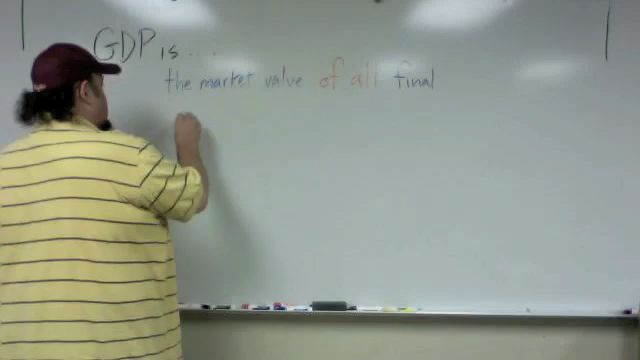 GDP is...
the market value of all final